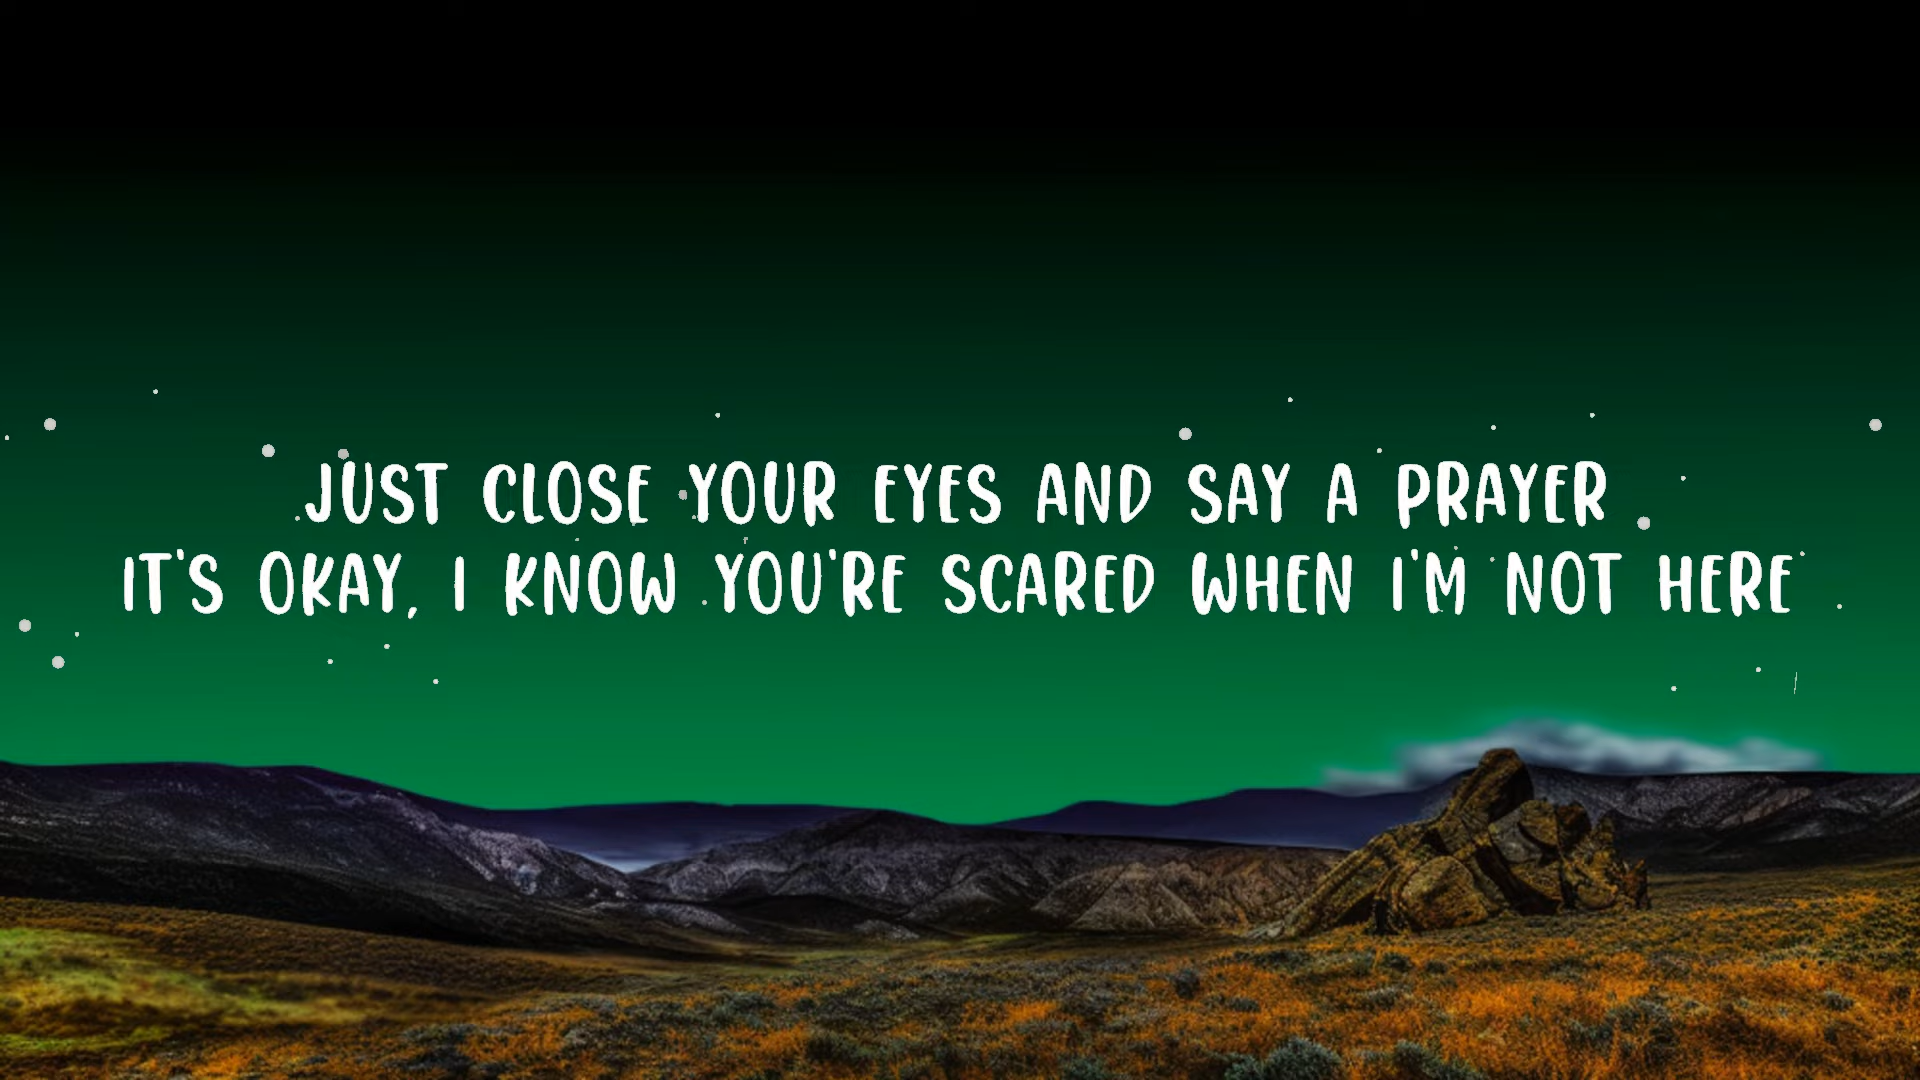 JUST CLOSE YOUR EYES AND SAY A PRAYER
IT'S OKAY, I KNOW YOU'RE SCARED WHEN I'M NOT HERE